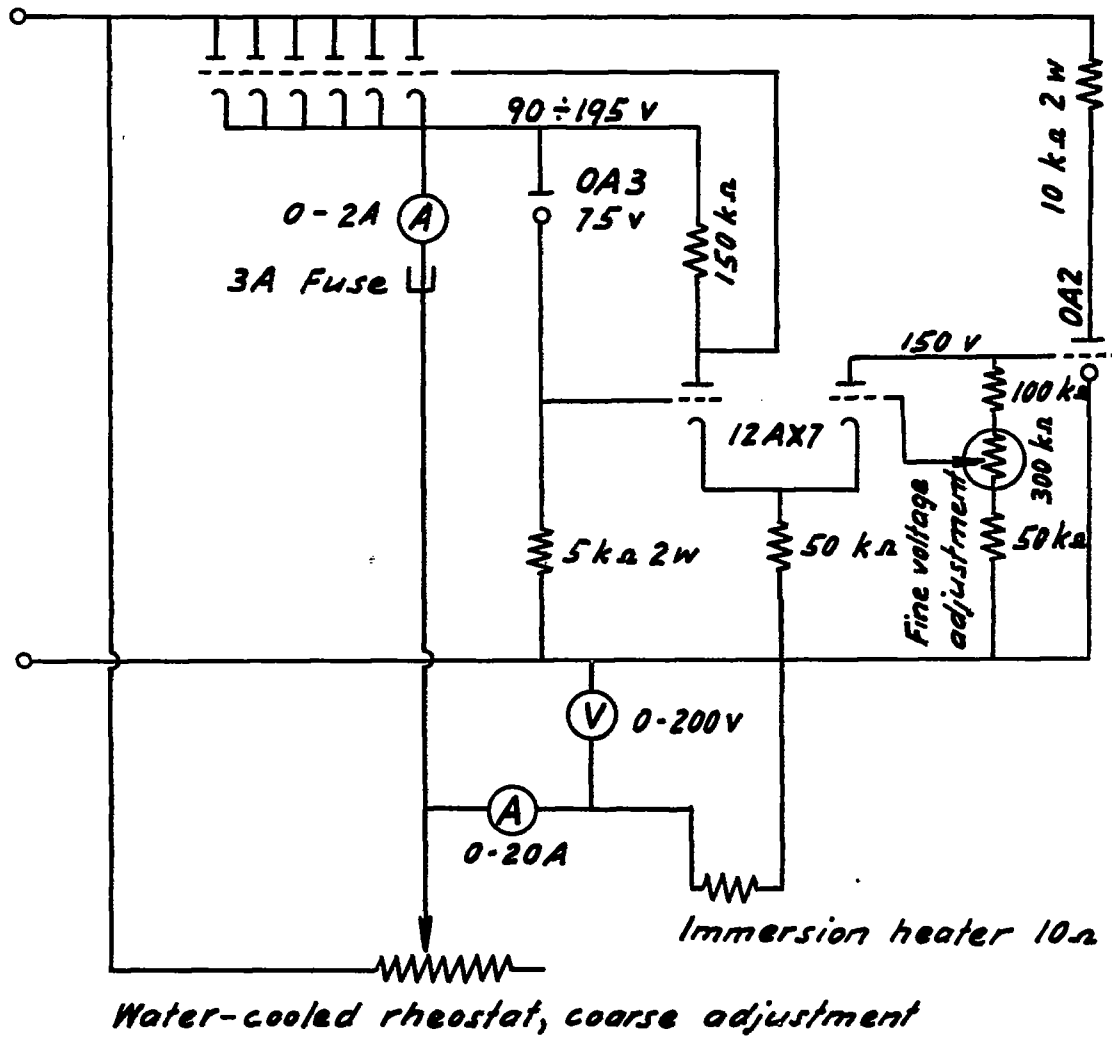 90÷195 v
10 kΩ 2 w
0-2A
A
OA3
75 v
150 kΩ
3A Fuse
OA2
150 v
100 kΩ
12AX7
300 kΩ
Fine voltage
adjustment
5 kΩ 2 w
50 kΩ
50 kΩ
V
0-200 v
A
0-20A
Immersion heater 10Ω
Water-cooled rheostat, coarse adjustment